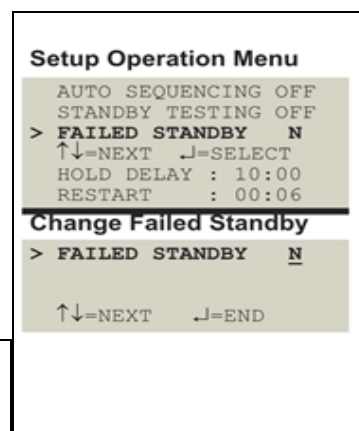 Setup Operation Menu
AUTO SEQUENCING OFF
STANDBY TESTING OFF
> FAILED STANDBY N
↑↓=NEXT ↵=SELECT
HOLD DELAY : 10:00
RESTART : 00:06
Change Failed Standby
> FAILED STANDBY N
↑↓=NEXT ↵=END